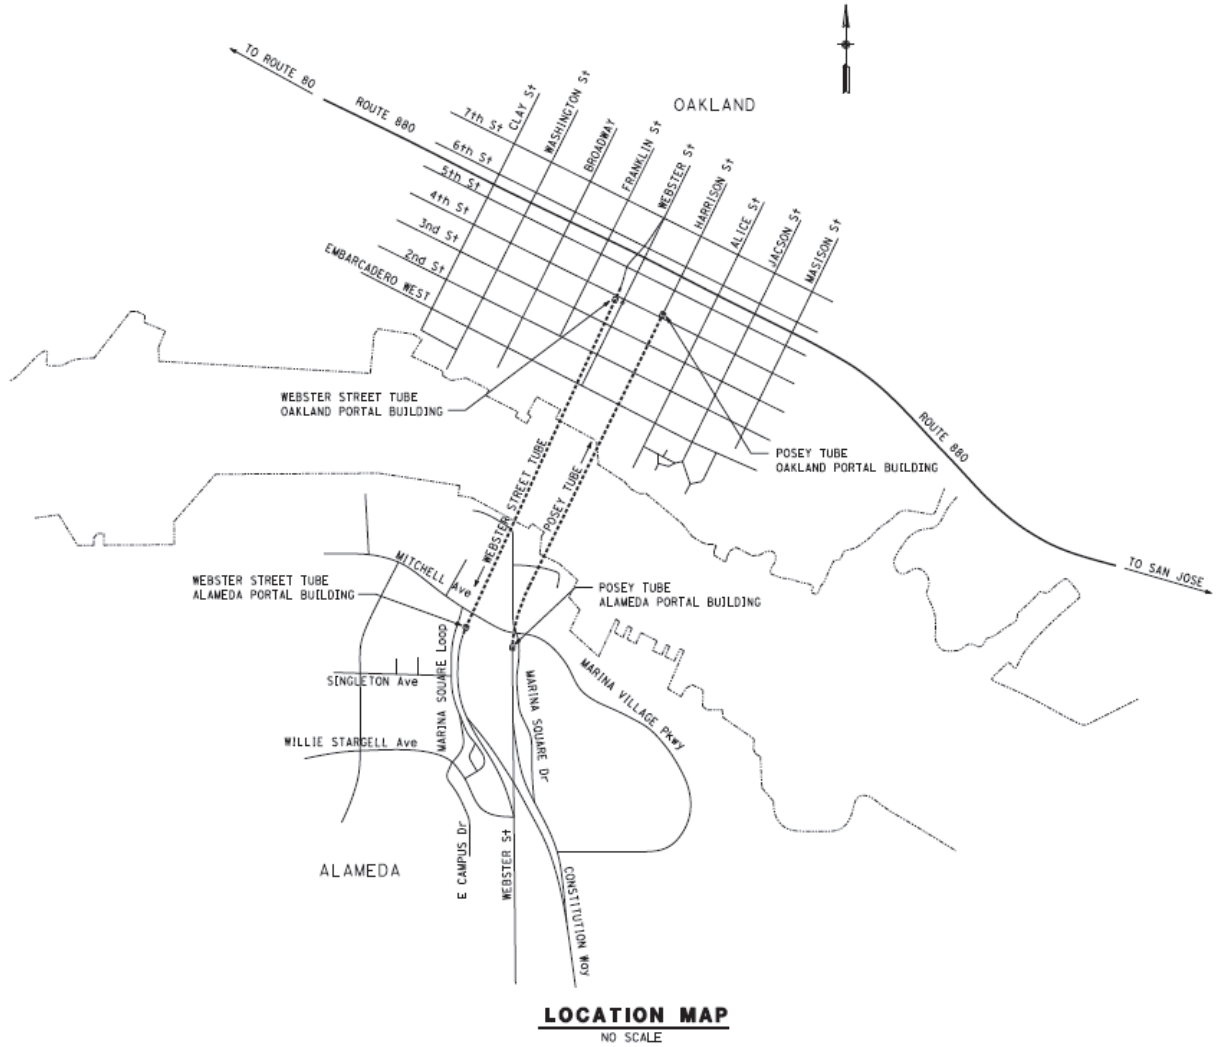 OAKLAND
TO ROUTE 80
ROUTE 880
7th St
6th St
5th St
4th St
3nd St
2nd St
EMBARCADERO WEST
CLAY St
WASHINGTON St
BROADWAY
FRANKLIN St
WEBSTER St
HARRISON St
ALICE St
JACSON St
MASISON St
WEBSTER STREET TUBE
OAKLAND PORTAL BUILDING
POSEY TUBE
OAKLAND PORTAL BUILDING
ROUTE 880
TO SAN JOSE
WEBSTER STREET TUBE
POSEY TUBE
MITCHELL Ave
WEBSTER STREET TUBE
ALAMEDA PORTAL BUILDING
POSEY TUBE
ALAMEDA PORTAL BUILDING
MARINA SQUARE Loop
SINGLETON Ave
MARINA SQUARE Dr
MARINA VILLAGE Pkwy
WILLIE STARGELL Ave
ALAMEDA
E CAMPUS Dr
WEBSTER St
CONSTITUTION Way
LOCATION MAP
NO SCALE